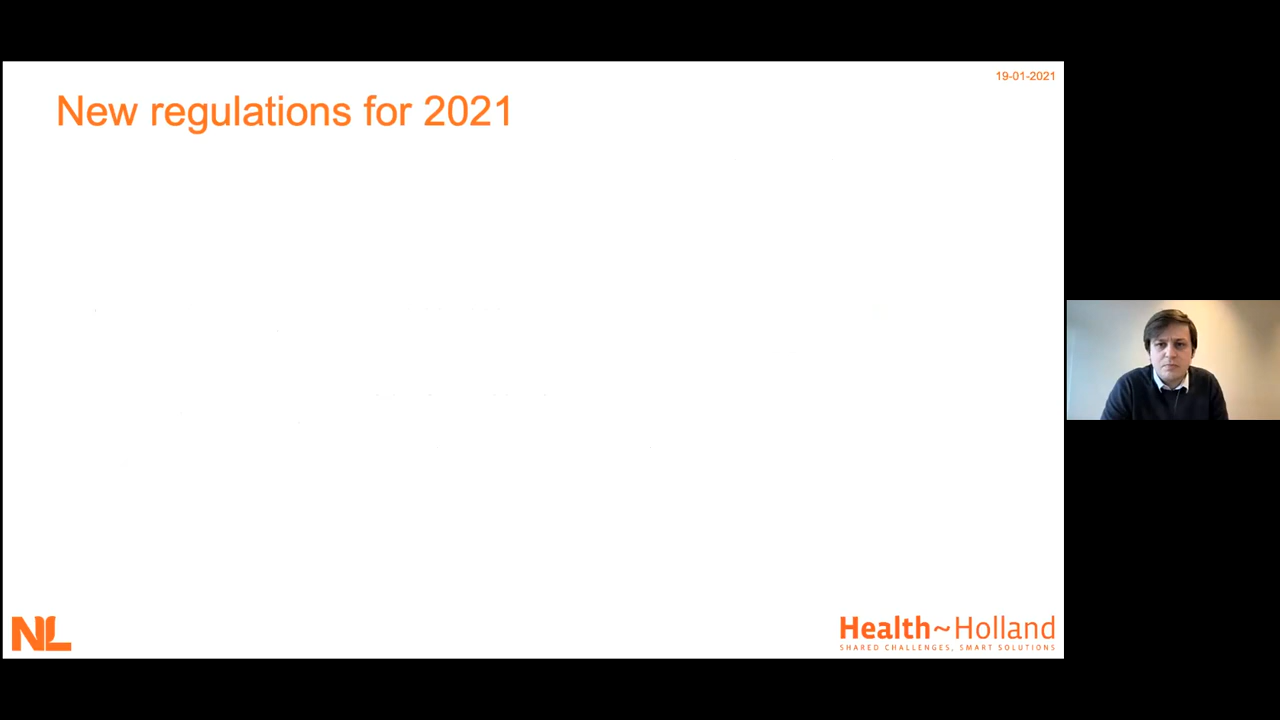 19-01-2021
New regulations for 2021
NL
Health~Holland
SHARED CHALLENGES, SMART SOLUTIONS